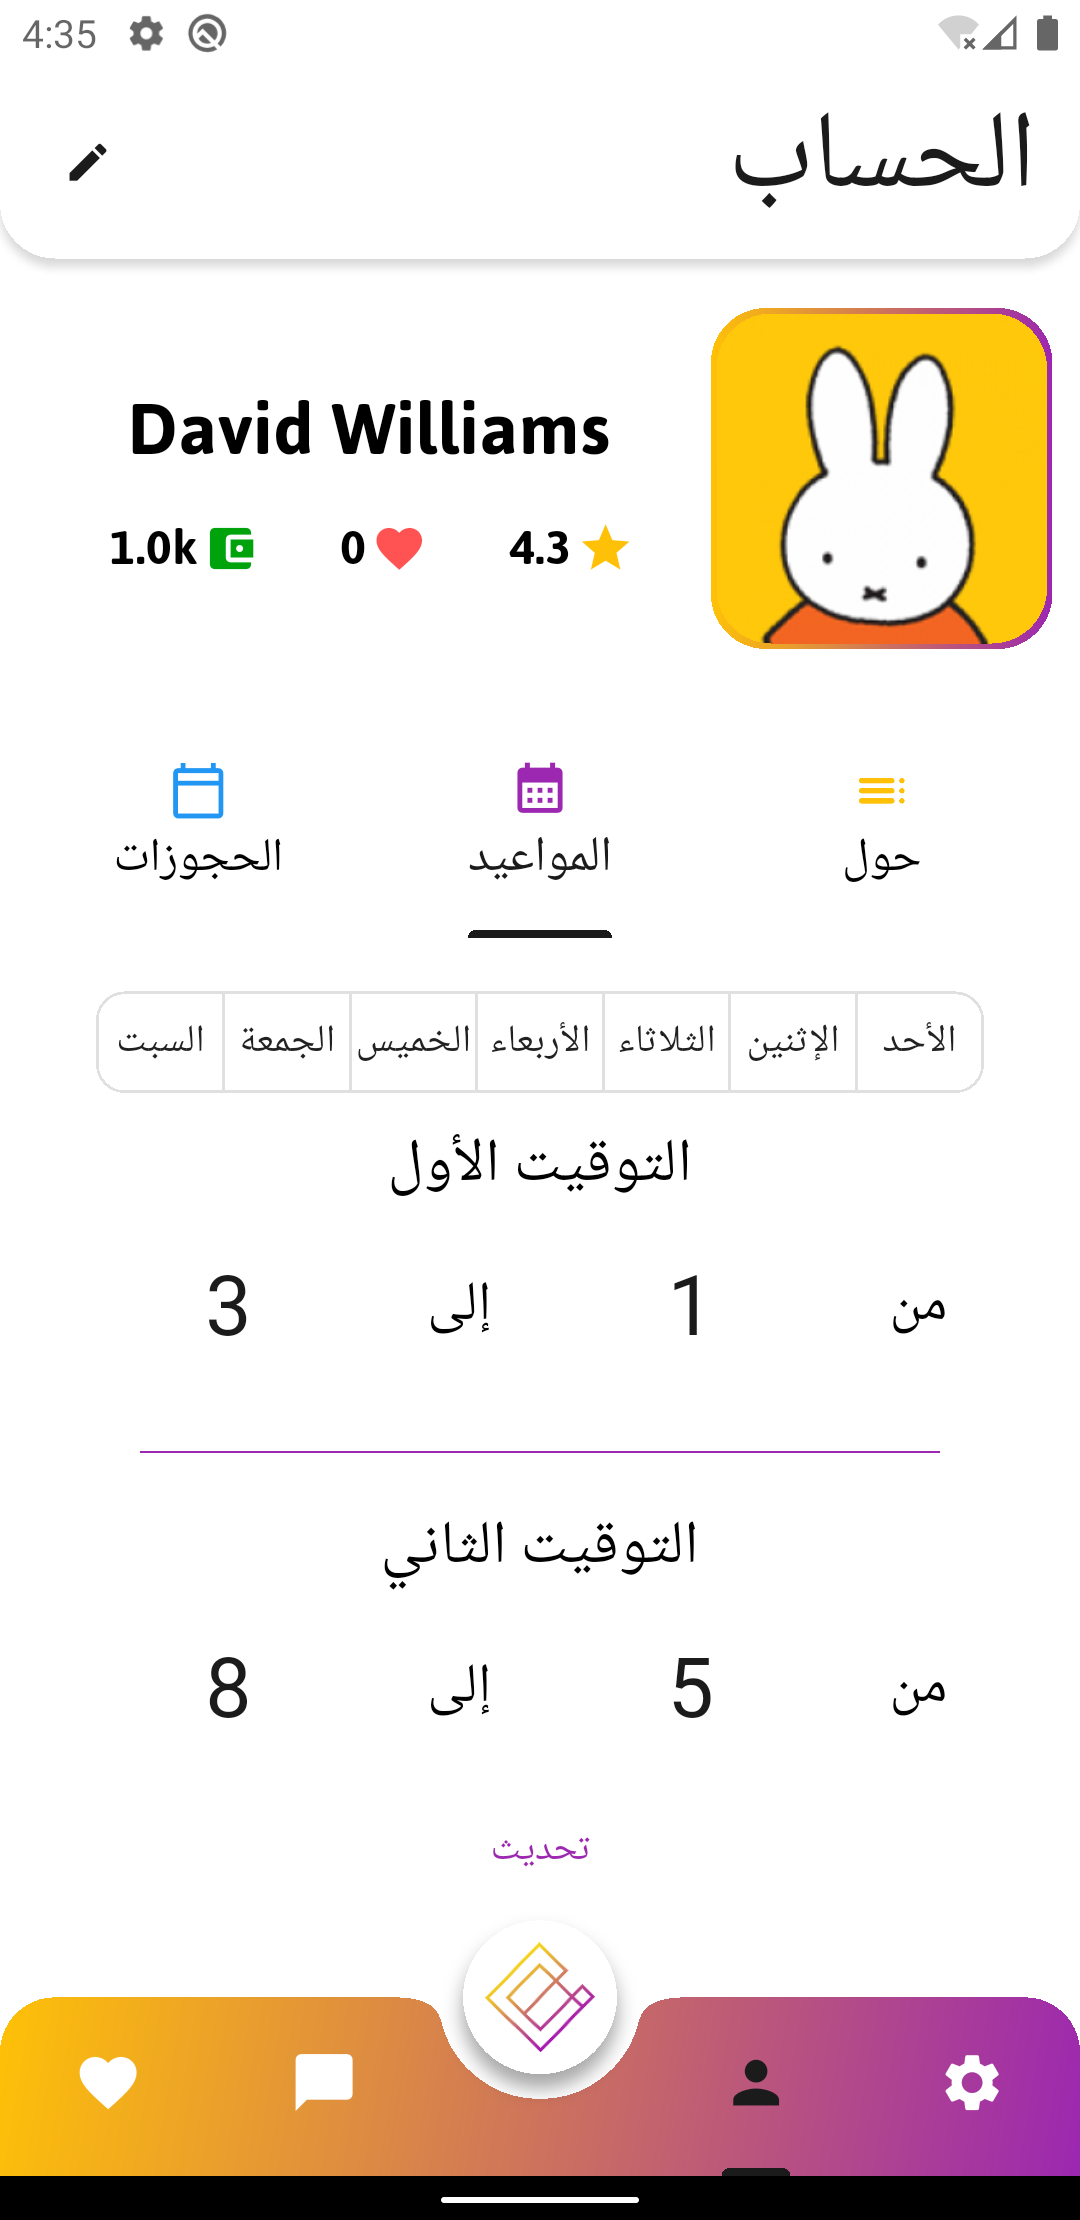 4:35
الحساب
David Williams
4.3 0 1.0k
حول المواعيد الحجوزات
الأحد الإثنين الثلاثاء الأربعاء الخميس الجمعة السبت
التوقيت الأول
من 1 إلى 3
التوقيت الثاني
من 5 إلى 8
تحديث